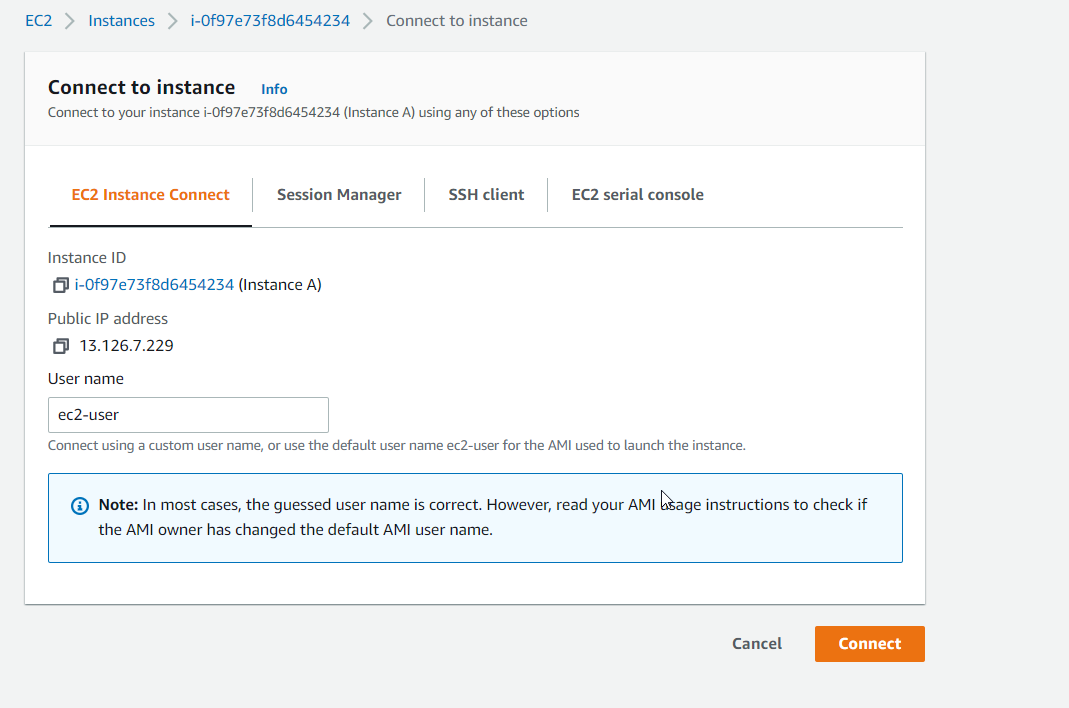 EC2 > Instances > i-0f97e73f8d6454234 > Connect to instance
Connect to instance Info
Connect to your instance i-0f97e73f8d6454234 (Instance A) using any of these options
EC2 Instance Connect Session Manager SSH client EC2 serial console
Instance ID
i-0f97e73f8d6454234 (Instance A)
Public IP address
13.126.7.229
User name
ec2-user
Connect using a custom user name, or use the default user name ec2-user for the AMI used to launch the instance.
Note: In most cases, the guessed user name is correct. However, read your AMI usage instructions to check if
the AMI owner has changed the default AMI user name.
Cancel Connect